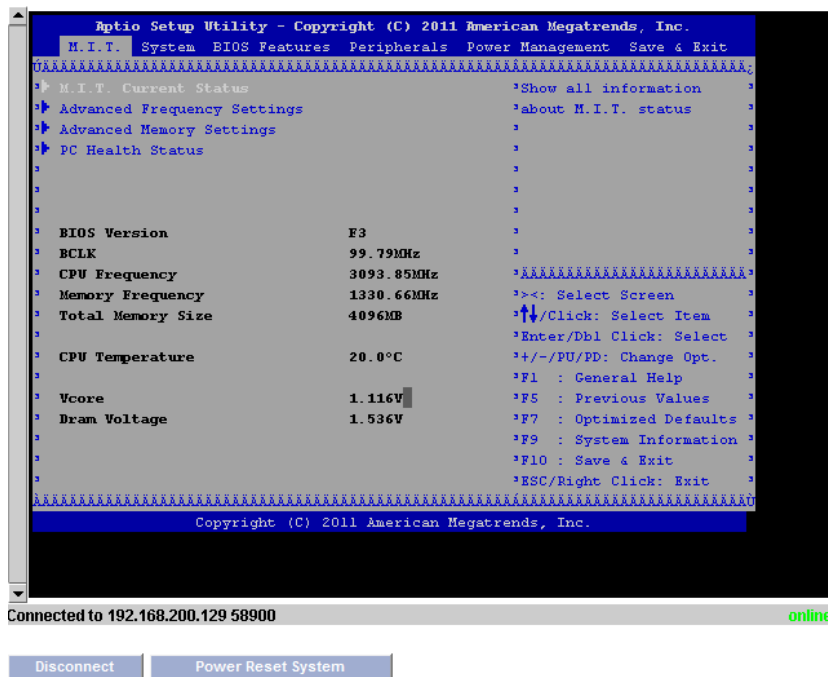 Aptio Setup Utility - Copyright (C) 2011 American Megatrends, Inc.
M.I.T. System BIOS Features Peripherals Power Management Save & Exit
M.I.T. Current Status
Advanced Frequency Settings
Advanced Memory Settings
PC Health Status
BIOS Version F3
BCLK 99.79MHz
CPU Frequency 3093.85MHz
Memory Frequency 1330.66MHz
Total Memory Size 4096MB
CPU Temperature 20.0°C
Vcore 1.116V
Dram Voltage 1.536V
Show all information
about M.I.T. status
><: Select Screen
↑↓/Click: Select Item
Enter/Dbl Click: Select
+/-/PU/PD: Change Opt.
F1 : General Help
F5 : Previous Values
F7 : Optimized Defaults
F9 : System Information
F10 : Save & Exit
ESC/Right Click: Exit
Copyright (C) 2011 American Megatrends, Inc.
Connected to 192.168.200.129 58900 online
Disconnect Power Reset System